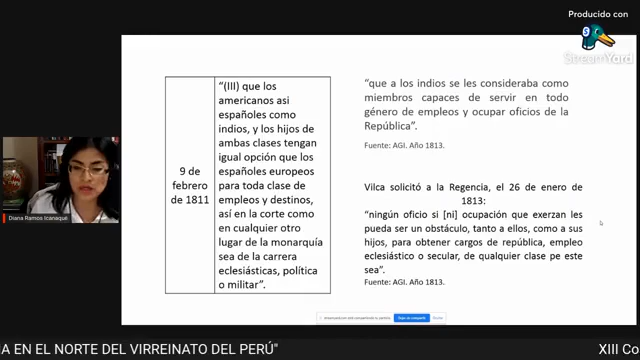 Producido con
StreamYard
9 de
febrero
de 1811
"(III) que los
americanos asi
españoles como
indios, y los hijos de
ambas clases tengan
igual opción que los
españoles europeos
para toda clase de
empleos y destinos,
así en la corte como
en cualquier otro
lugar de la monarquía
sea de la carrera
eclesiásticas, política
o militar".
"que a los indios se les consideraba como
miembros capaces de servir en todo
género de empleos y ocupar oficios de la
República".
Fuente: AGI. Año 1813.
Vilca solicitó a la Regencia, el 26 de enero de
1813:
"ningún oficio si [ni] ocupación que exerzan les
pueda ser un obstáculo, tanto a ellos, como a sus
hijos, para obtener cargos de república, empleo
eclesiástico o secular, de qualquier clase pe este
sea".
Fuente: AGI. Año 1813.
Diana Ramos Icanaqué
A EN EL NORTE DEL VIRREINATO DEL PERÚ"
XIII Co